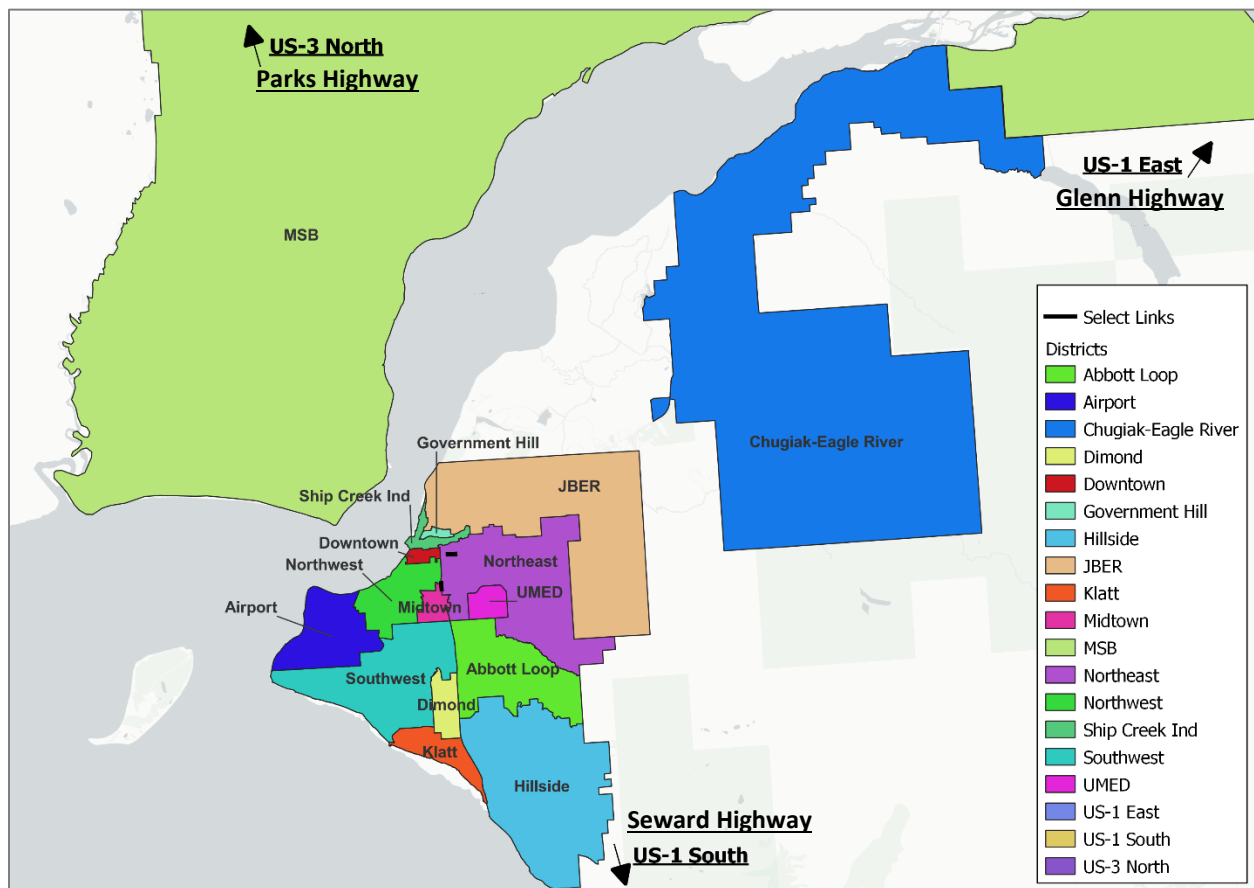 US-3 North
Parks Highway
US-1 East
Glenn Highway
MSB
Chugiak-Eagle River
Government Hill
JBER
Ship Creek Ind
Downtown
Northeast
Northwest
UMED
Airport
Midtown
Abbott Loop
Southwest
Dimond
Klatt
Hillside
Seward Highway
US-1 South
Select Links
Districts
Abbott Loop
Airport
Chugiak-Eagle River
Dimond
Downtown
Government Hill
Hillside
JBER
Klatt
Midtown
MSB
Northeast
Northwest
Ship Creek Ind
Southwest
UMED
US-1 East
US-1 South
US-3 North